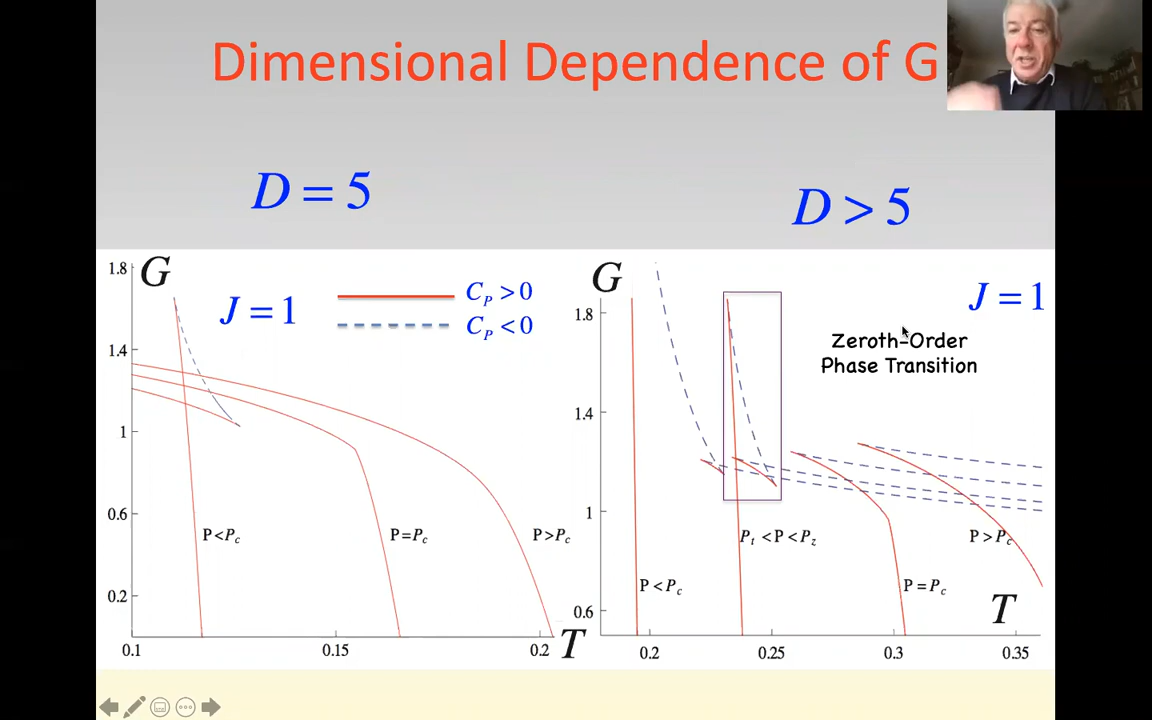 Dimensional Dependence of G
D = 5
D > 5
1.8
G
J = 1
C_P > 0
C_P < 0
1.4
1
0.6
0.2
P<P_c
P=P_c
P>P_c
0.1
0.15
0.2
T
G
J = 1
1.8
Zeroth-Order
Phase Transition
1.4
1
0.6
P_t <P<P_z
P>P_c
P<P_c
P=P_c
T
0.2
0.25
0.3
0.35